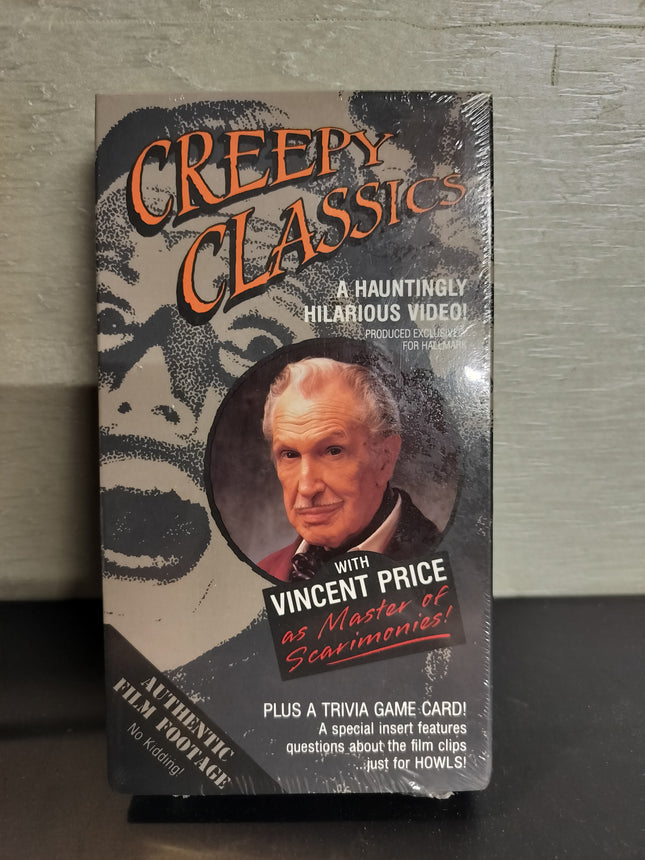 CREEPY
CLASSICS
A HAUNTINGLY
HILARIOUS VIDEO!
PRODUCED EXCLUSIVELY
FOR HALLMARK
WITH
VINCENT PRICE
as Master of
Scarimonies!
AUTHENTIC
FILM FOOTAGE
No Kidding!
PLUS A TRIVIA GAME CARD!
A special insert features
questions about the film clips
...just for HOWLS!